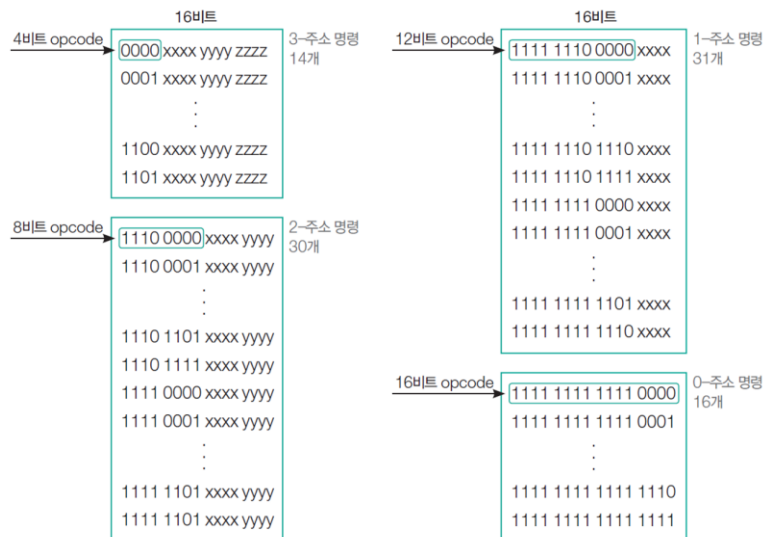 16비트
4비트 opcode
0000 xxxx yyyy zzzz
3-주소 명령
14개
0001 xxxx yyyy zzzz
1100 xxxx yyyy zzzz
1101 xxxx yyyy zzzz
8비트 opcode
1110 0000 xxxx yyyy
2-주소 명령
30개
1110 0001 xxxx yyyy
1110 1101 xxxx yyyy
1110 1111 xxxx yyyy
1111 0000 xxxx yyyy
1111 0001 xxxx yyyy
1111 1101 xxxx yyyy
1111 1101 xxxx yyyy
16비트
12비트 opcode
1111 1110 0000 xxxx
1-주소 명령
31개
1111 1110 0001 xxxx
1111 1110 1110 xxxx
1111 1110 1111 xxxx
1111 1111 0000 xxxx
1111 1111 0001 xxxx
1111 1111 1101 xxxx
1111 1111 1110 xxxx
16비트 opcode
1111 1111 1111 0000
0-주소 명령
16개
1111 1111 1111 0001
1111 1111 1111 1110
1111 1111 1111 1111